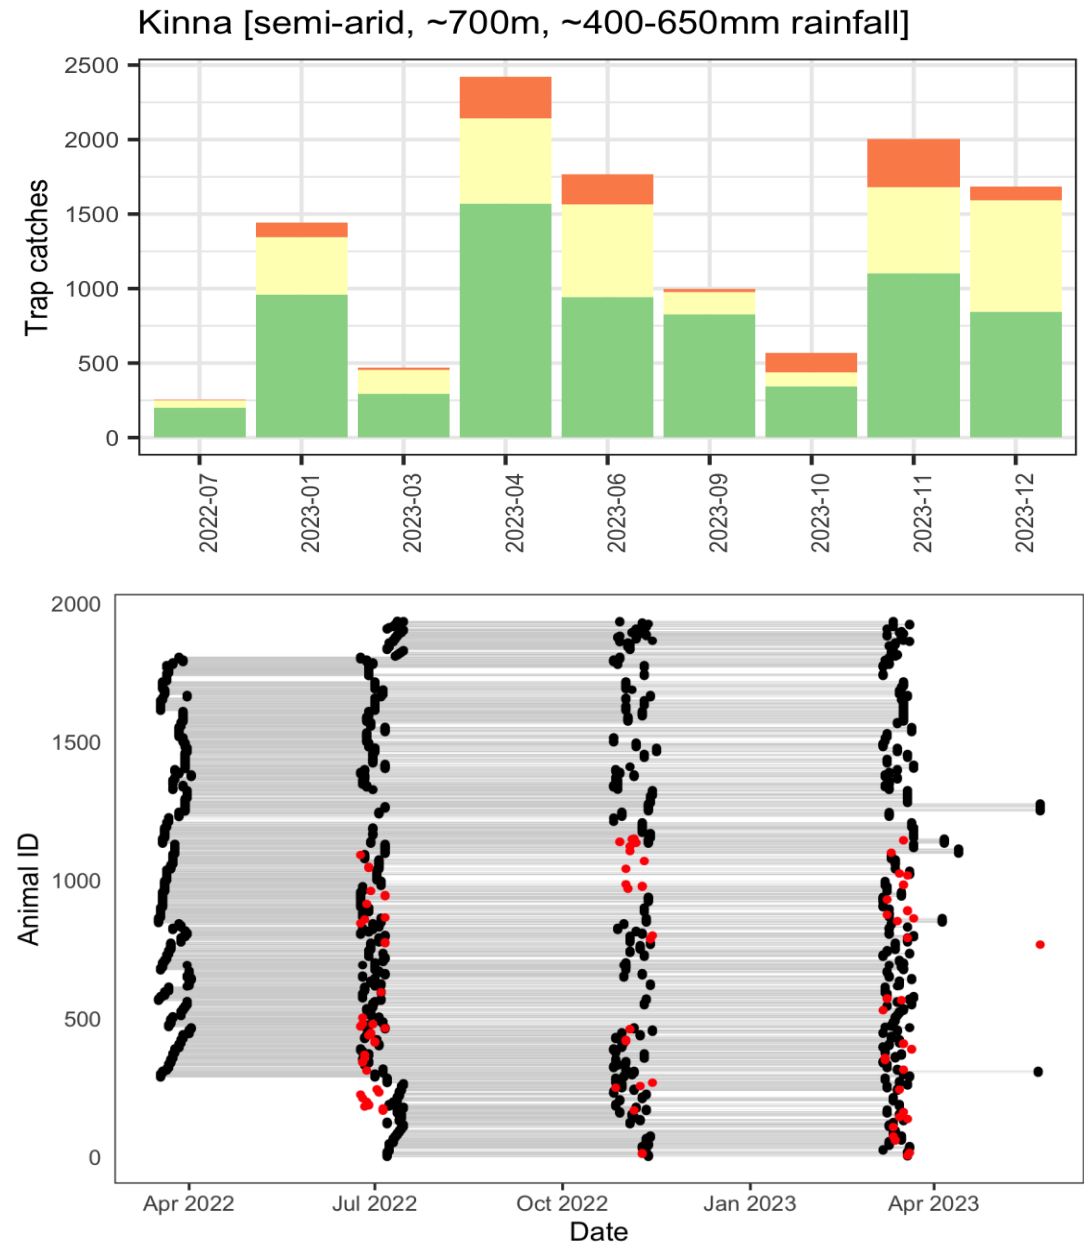 Kinna [semi-arid, ~700m, ~400-650mm rainfall]
2500
2000
1500
1000
500
0
Trap catches
2022-07
2023-01
2023-03
2023-04
2023-06
2023-09
2023-10
2023-11
2023-12
2000
1500
1000
500
0
Animal ID
Apr 2022
Jul 2022
Oct 2022
Jan 2023
Apr 2023
Date